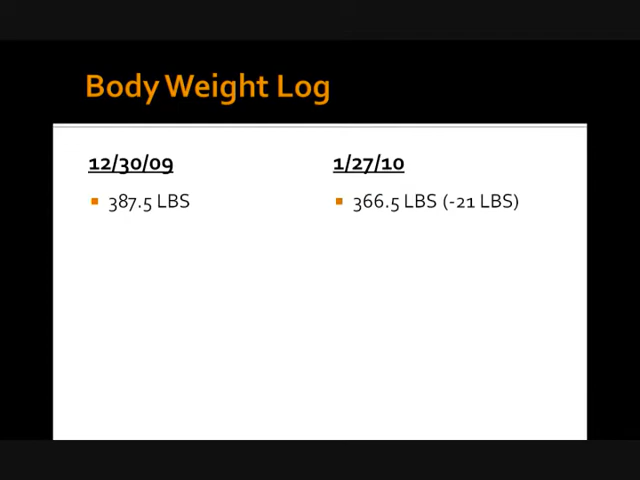 Body Weight Log
12/30/09
387.5 LBS
1/27/10
366.5 LBS (-21 LBS)